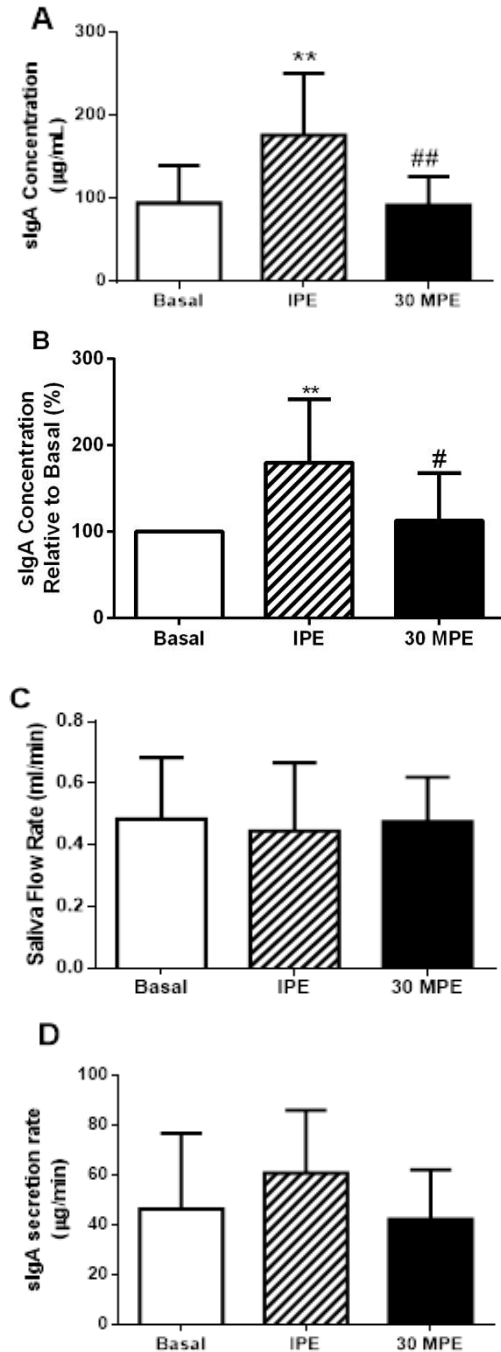 A
sIgA Concentration
(µg/mL)
300
200
100
0
**
##
Basal IPE 30 MPE
B
sIgA Concentration
Relative to Basal (%)
300
200
100
0
**
#
Basal IPE 30 MPE
C
Saliva Flow Rate (ml/min)
0.8
0.6
0.4
0.2
0.0
Basal IPE 30 MPE
D
sIgA secretion rate
(µg/min)
100
80
60
40
20
0
Basal IPE 30 MPE